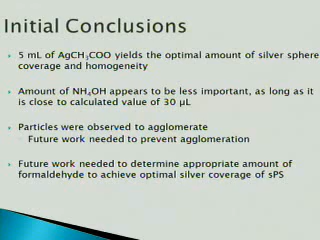 Initial Conclusions
5 mL of AgCH₃COO yields the optimal amount of silver sphere
coverage and homogeneity
Amount of NH₄OH appears to be less important, as long as it
is close to calculated value of 30 µL
Particles were observed to agglomerate
Future work needed to prevent agglomeration
Future work needed to determine appropriate amount of
formaldehyde to achieve optimal silver coverage of sPS